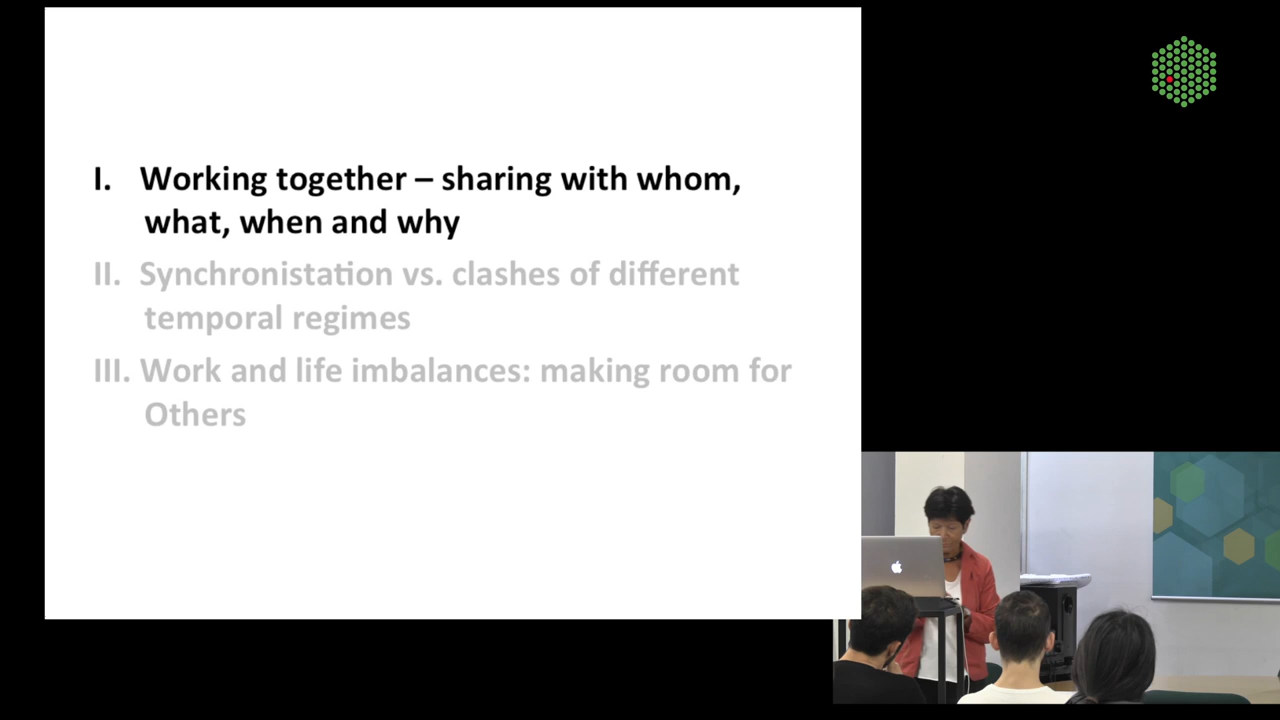 I. Working together – sharing with whom,
what, when and why
II. Synchronistation vs. clashes of different
temporal regimes
III. Work and life imbalances: making room for
Others